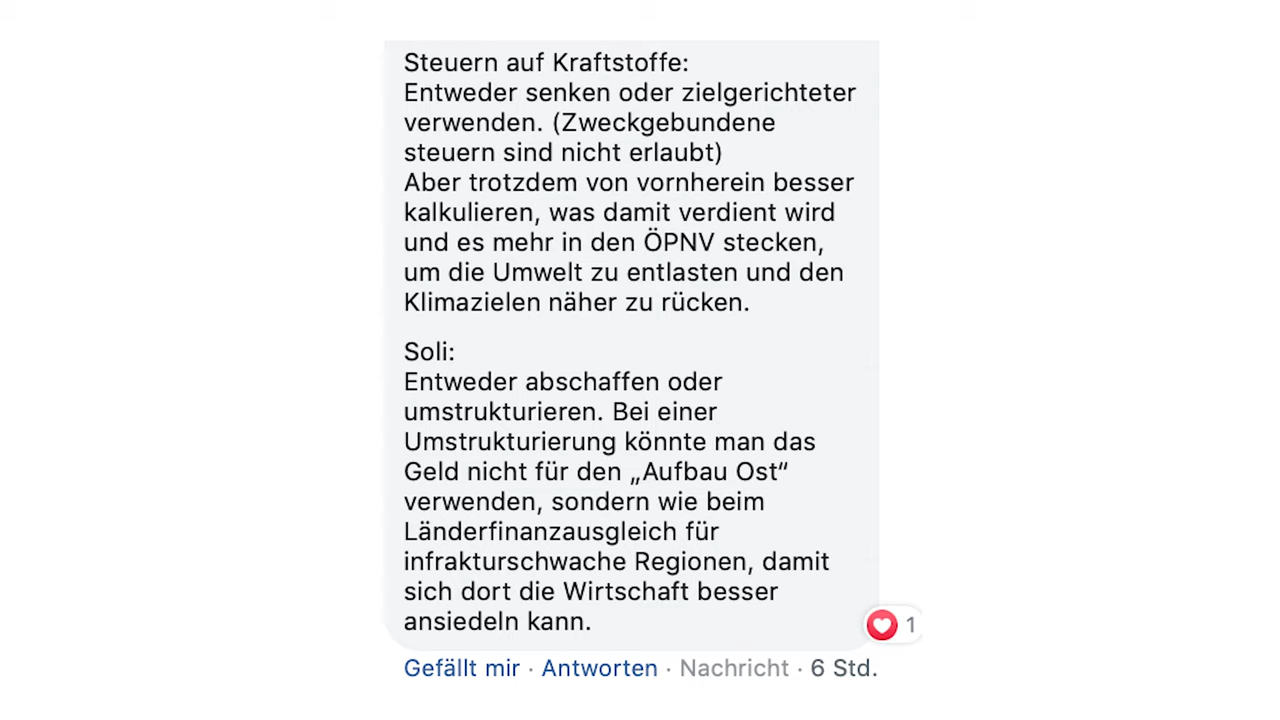 Steuern auf Kraftstoffe:
Entweder senken oder zielgerichteter
verwenden. (Zweckgebundene
steuern sind nicht erlaubt)
Aber trotzdem von vornherein besser
kalkulieren, was damit verdient wird
und es mehr in den ÖPNV stecken,
um die Umwelt zu entlasten und den
Klimazielen näher zu rücken.
Soli:
Entweder abschaffen oder
umstrukturieren. Bei einer
Umstrukturierung könnte man das
Geld nicht für den „Aufbau Ost“
verwenden, sondern wie beim
Länderfinanzausgleich für
infrakturschwache Regionen, damit
sich dort die Wirtschaft besser
ansiedeln kann.
1
Gefällt mir · Antworten · Nachricht · 6 Std.